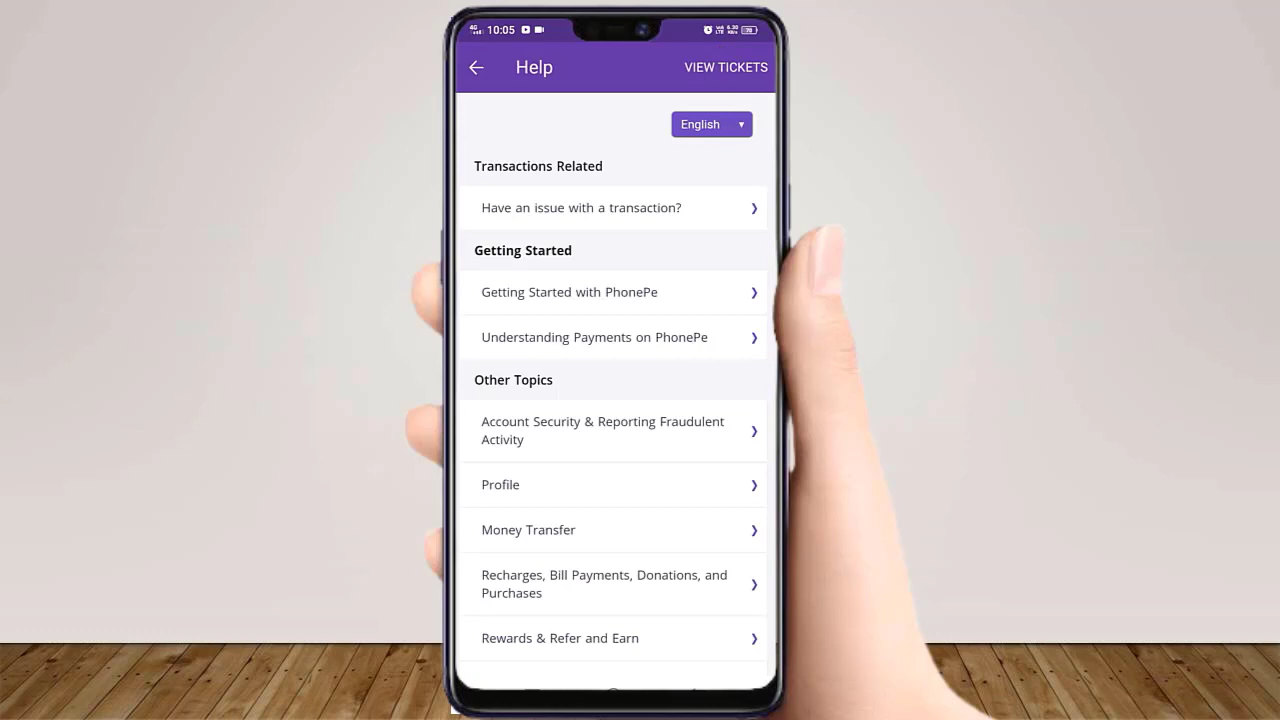 4G 10:05
Help VIEW TICKETS
English
Transactions Related
Have an issue with a transaction?
Getting Started
Getting Started with PhonePe
Understanding Payments on PhonePe
Other Topics
Account Security & Reporting Fraudulent
Activity
Profile
Money Transfer
Recharges, Bill Payments, Donations, and
Purchases
Rewards & Refer and Earn